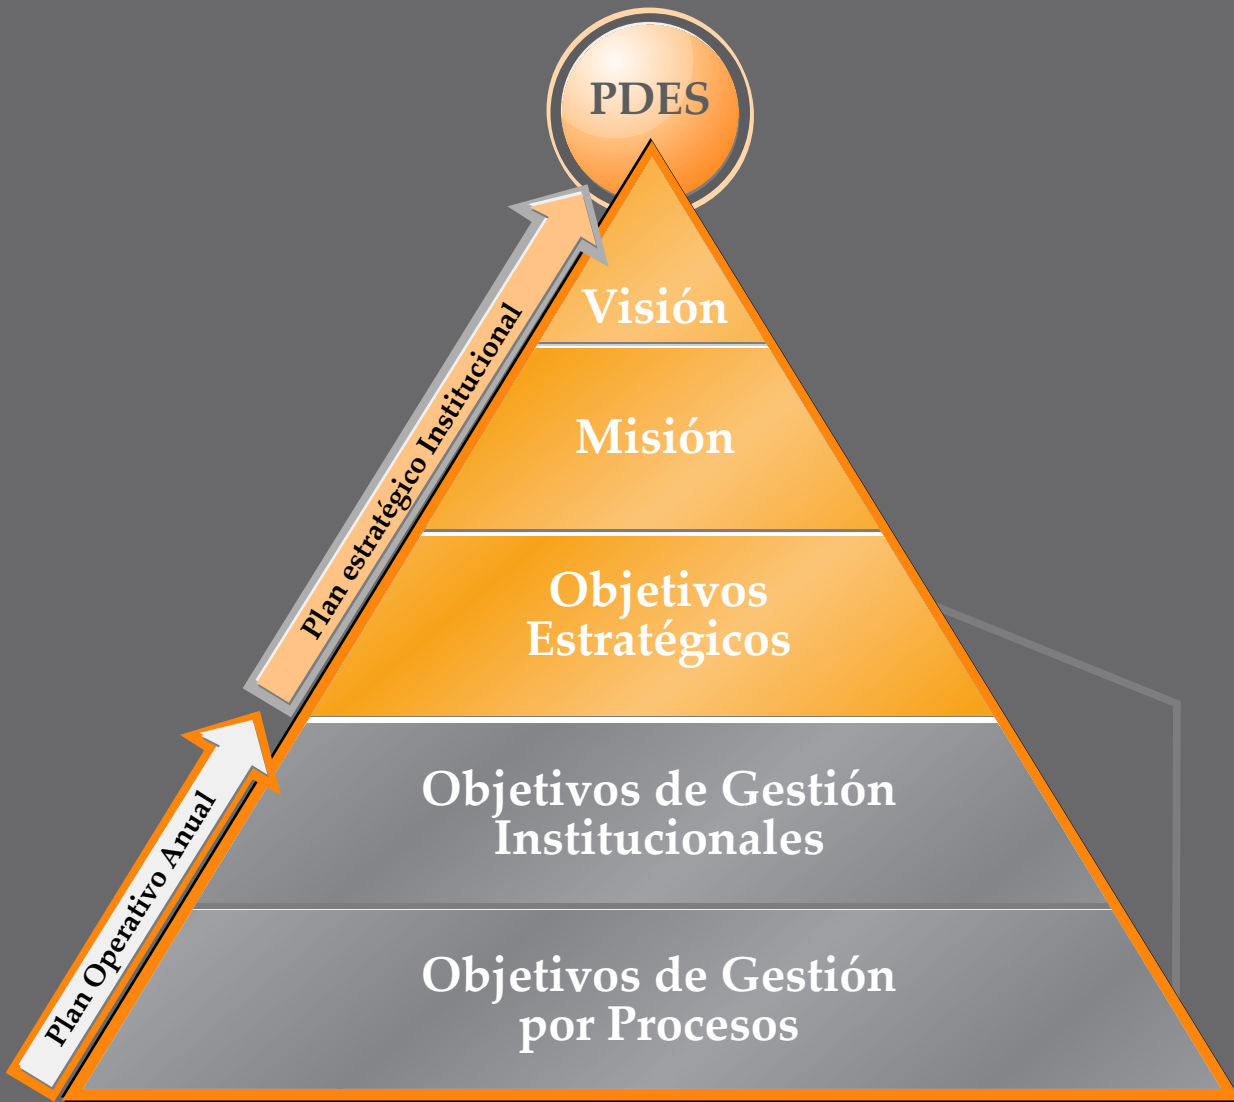 PDES
Visión
Misión
Objetivos
Estratégicos
Objetivos de Gestión
Institucionales
Objetivos de Gestión
por Procesos
Plan estratégico Institucional
Plan Operativo Anual